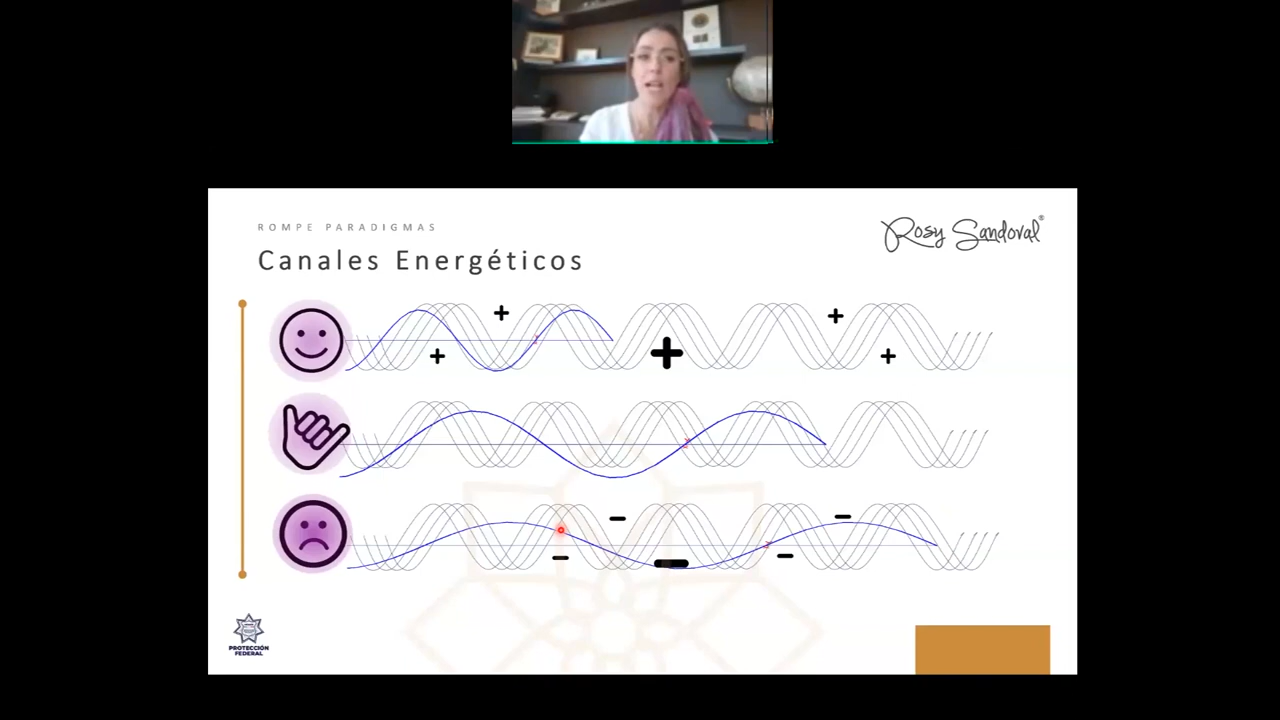 ROMPE PARADIGMAS
Rosy Sandoval®
Canales Energéticos
+
+
+
+
+
PROTECCIÓN
FEDERAL